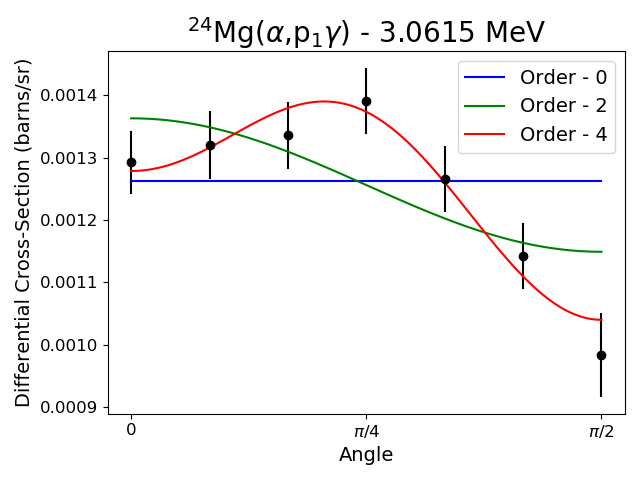 ²⁴Mg(α,p₁γ) - 3.0615 MeV
Differential Cross-Section (barns/sr)
0.0014
0.0013
0.0012
0.0011
0.0010
0.0009
Order - 0
Order - 2
Order - 4
0
π/4
π/2
Angle